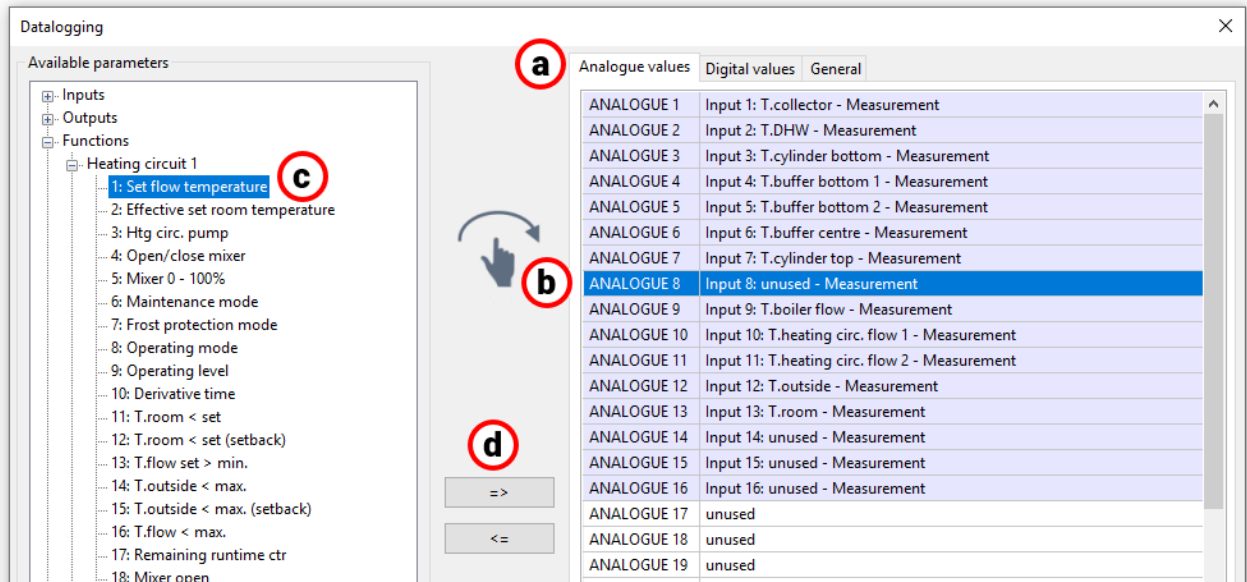 Datalogging
Available parameters
Inputs
Outputs
Functions
Heating circuit 1
1: Set flow temperature
2: Effective set room temperature
3: Htg circ. pump
4: Open/close mixer
5: Mixer 0 - 100%
6: Maintenance mode
7: Frost protection mode
8: Operating mode
9: Operating level
10: Derivative time
11: T.room < set
12: T.room < set (setback)
13: T.flow set > min.
14: T.outside < max.
15: T.outside < max. (setback)
16: T.flow < max.
17: Remaining runtime ctr
18: Mixer open
c
b
d
=>
<=
a
Analogue values Digital values General
ANALOGUE 1 Input 1: T.collector - Measurement
ANALOGUE 2 Input 2: T.DHW - Measurement
ANALOGUE 3 Input 3: T.cylinder bottom - Measurement
ANALOGUE 4 Input 4: T.buffer bottom 1 - Measurement
ANALOGUE 5 Input 5: T.buffer bottom 2 - Measurement
ANALOGUE 6 Input 6: T.buffer centre - Measurement
ANALOGUE 7 Input 7: T.cylinder top - Measurement
ANALOGUE 8 Input 8: unused - Measurement
ANALOGUE 9 Input 9: T.boiler flow - Measurement
ANALOGUE 10 Input 10: T.heating circ. flow 1 - Measurement
ANALOGUE 11 Input 11: T.heating circ. flow 2 - Measurement
ANALOGUE 12 Input 12: T.outside - Measurement
ANALOGUE 13 Input 13: T.room - Measurement
ANALOGUE 14 Input 14: unused - Measurement
ANALOGUE 15 Input 15: unused - Measurement
ANALOGUE 16 Input 16: unused - Measurement
ANALOGUE 17 unused
ANALOGUE 18 unused
ANALOGUE 19 unused